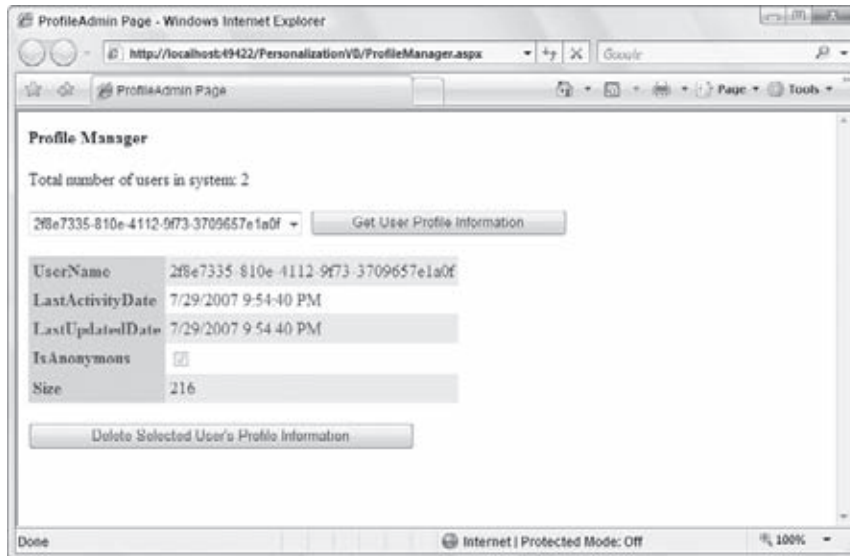 ProfileAdmin Page - Windows Internet Explorer
http://localhost:49422/PersonalizationVB/ProfileManager.aspx
Google
ProfileAdmin Page
Page
Tools
Profile Manager
Total number of users in system: 2
2f8e7335-810e-4112-9f73-3709657e1a0f
Get User Profile Information
UserName 2f8e7335-810e-4112-9f73-3709657e1a0f
LastActivityDate 7/29/2007 9:54:40 PM
LastUpdatedDate 7/29/2007 9:54:40 PM
IsAnonymous
Size 216
Delete Selected User's Profile Information
Done
Internet | Protected Mode: Off
100%